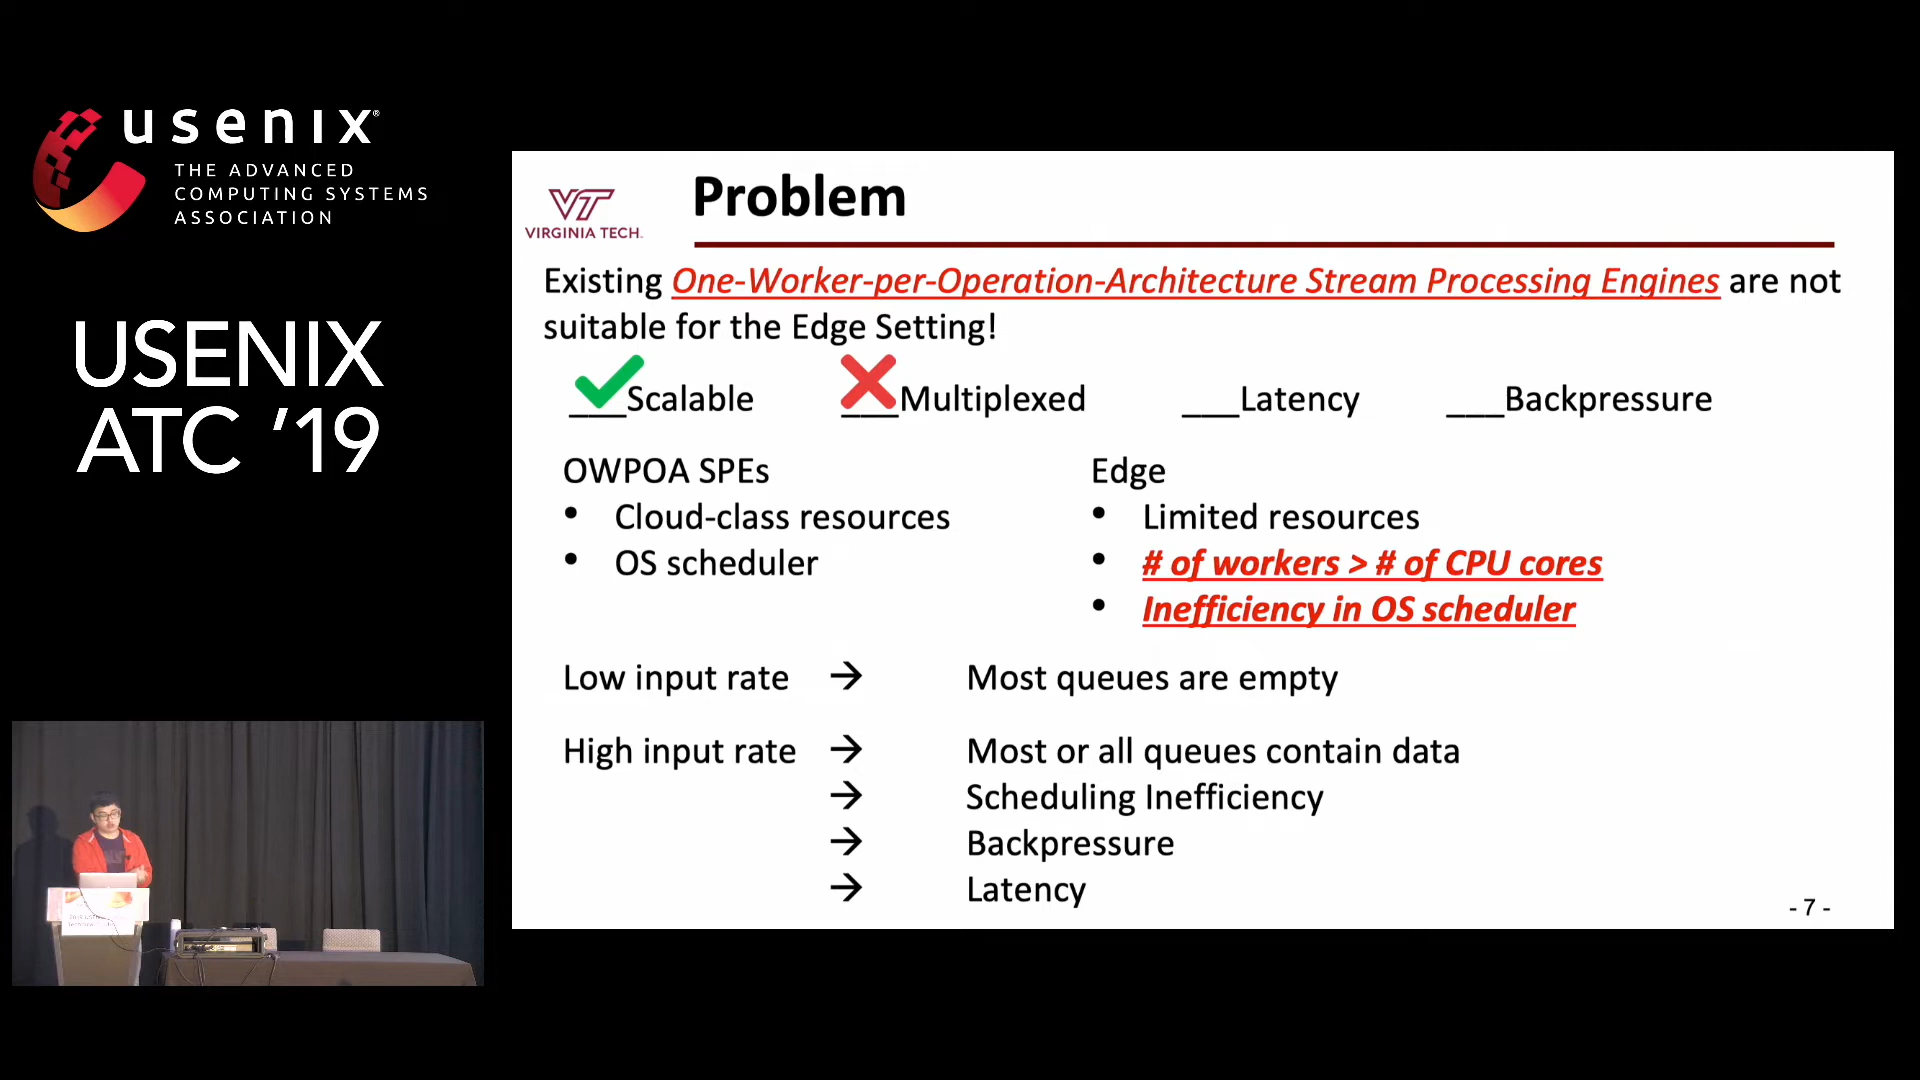 usenix®
THE ADVANCED
COMPUTING SYSTEMS
ASSOCIATION
USENIX
ATC '19
VT
VIRGINIA TECH.
Problem
Existing One-Worker-per-Operation-Architecture Stream Processing Engines are not
suitable for the Edge Setting!
___Scalable ___Multiplexed ___Latency ___Backpressure
OWPOA SPEs
• Cloud-class resources
• OS scheduler
Edge
• Limited resources
• # of workers > # of CPU cores
• Inefficiency in OS scheduler
Low input rate → Most queues are empty
High input rate → Most or all queues contain data
→ Scheduling Inefficiency
→ Backpressure
→ Latency
- 7 -